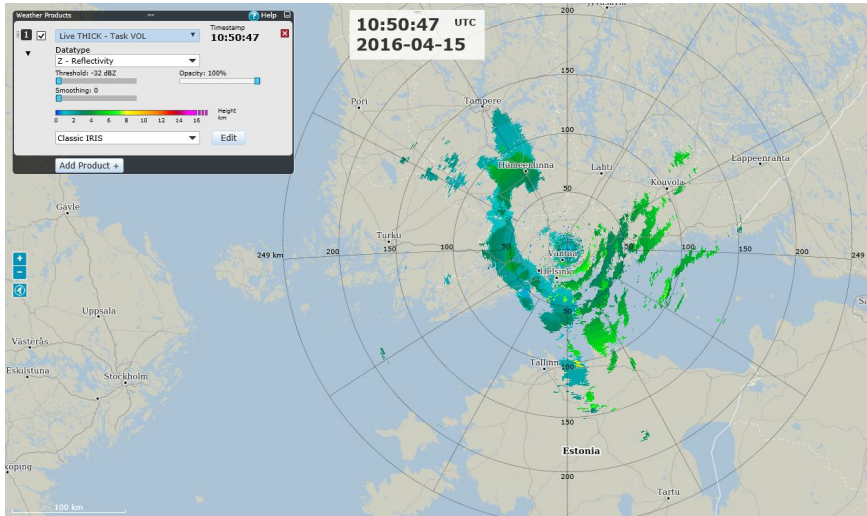 Weather Products
Help
1
Live THICK - Task VOL
Timestamp
10:50:47
Datatype
Z - Reflectivity
Threshold: -32 dBZ
Opacity: 100%
Smoothing: 0
0 2 4 6 8 10 12 14 16
Height
km
Classic IRIS
Edit
Add Product +
10:50:47 UTC
2016-04-15
200
Pori
Tampere
150
100
Hämeenlinna
Lahti
Lappeenranta
Kouvola
50
Gävle
Turku
249 km
200
150
100
50
Vantaa
Helsinki
50
100
150
200
249
+
−
Uppsala
50
Västerås
Eskilstuna
Stockholm
Tallinn
100
150
Estonia
200
Tartu
köping
100 km